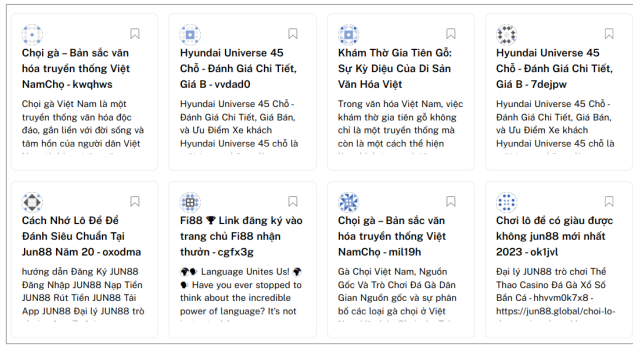 Chọi gà – Bản sắc văn
hóa truyền thống Việt
NamChọ - kwqhws
Chọi gà Việt Nam là một
truyền thống văn hóa độc
đáo, gắn liền với đời sống và
tâm hồn của người dân Việt
Hyundai Universe 45
Chỗ - Đánh Giá Chi Tiết,
Giá B - vvdad0
Hyundai Universe 45 Chỗ -
Đánh Giá Chi Tiết, Giá Bán,
và Ưu Điểm Xe khách
Hyundai Universe 45 chỗ là
Khám Thờ Gia Tiên Gỗ:
Sự Kỳ Diệu Của Di Sản
Văn Hóa Việt
Trong văn hóa Việt Nam, việc
khám thờ gia tiên gỗ không
chỉ là một truyền thống mà
còn là một cách thể hiện
Hyundai Universe 45
Chỗ - Đánh Giá Chi Tiết,
Giá B - 7dejpw
Hyundai Universe 45 Chỗ -
Đánh Giá Chi Tiết, Giá Bán,
và Ưu Điểm Xe khách
Hyundai Universe 45 chỗ là
Cách Nhớ Lô Đề Để
Đánh Siêu Chuẩn Tại
Jun88 Năm 20 - oxodma
hướng dẫn Đăng Ký JUN88
Đăng Nhập JUN88 Nạp Tiền
JUN88 Rút Tiền JUN88 Tải
App JUN88 Đại lý JUN88 trò
Fi88 🏆 Link đăng ký vào
trang chủ Fi88 nhận
thưởn - cgfx3g
🌍🗣 Language Unites Us! 🌍
🗣 Have you ever stopped to
think about the incredible
power of language? It's not
Chọi gà – Bản sắc văn
hóa truyền thống Việt
NamChọ - mil19h
Gà Chọi Việt Nam, Nguồn
Gốc Và Trò Chơi Đá Gà Dân
Gian Nguồn gốc và sự phân
bố các loại gà chọi ở Việt
Chơi lô đề có giàu được
không jun88 mới nhất
2023 - ok1jvl
Đại lý JUN88 trò chơi Thể
Thao Casino Đá Gà Xổ Số
Bắn Cá - hhvvm0k7x8 -
https://jun88.global/choi-lo-